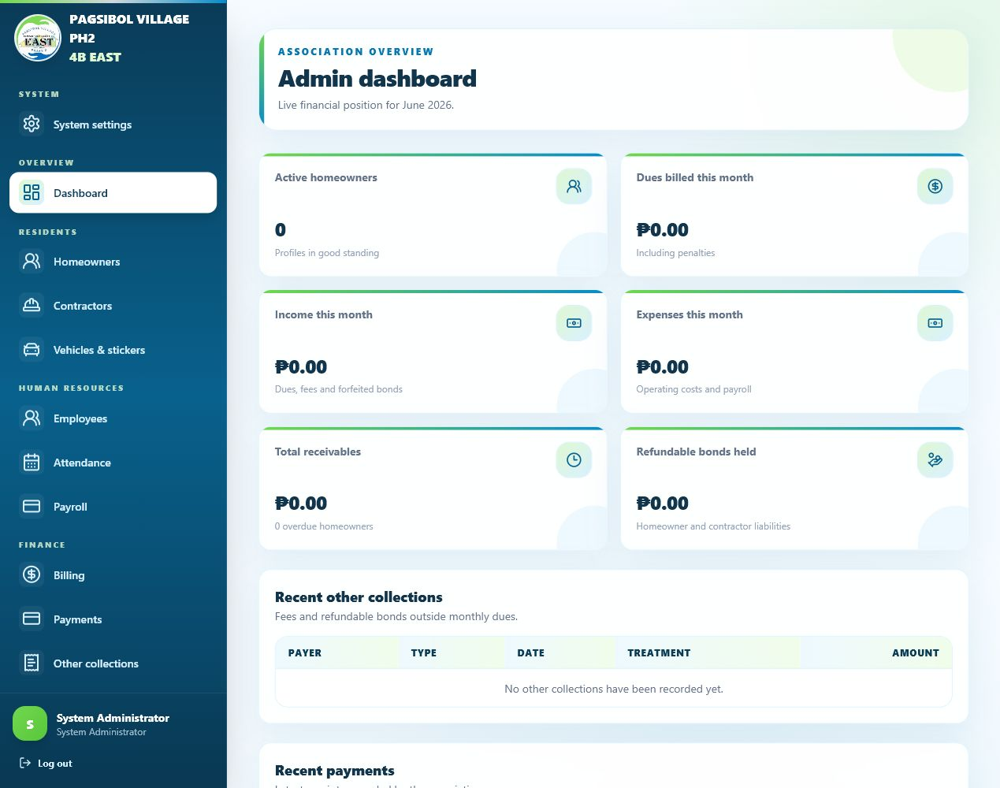 EAST
PAGSIBOL VILLAGE
PH2
4B EAST
SYSTEM
System settings
OVERVIEW
Dashboard
RESIDENTS
Homeowners
Contractors
Vehicles & stickers
HUMAN RESOURCES
Employees
Attendance
Payroll
FINANCE
Billing
Payments
Other collections
S
System Administrator
System Administrator
Log out
ASSOCIATION OVERVIEW
Admin dashboard
Live financial position for June 2026.
Active homeowners
0
Profiles in good standing
Dues billed this month
₱0.00
Including penalties
Income this month
₱0.00
Dues, fees and forfeited bonds
Expenses this month
₱0.00
Operating costs and payroll
Total receivables
₱0.00
0 overdue homeowners
Refundable bonds held
₱0.00
Homeowner and contractor liabilities
Recent other collections
Fees and refundable bonds outside monthly dues.
PAYER TYPE DATE TREATMENT AMOUNT
No other collections have been recorded yet.
Recent payments